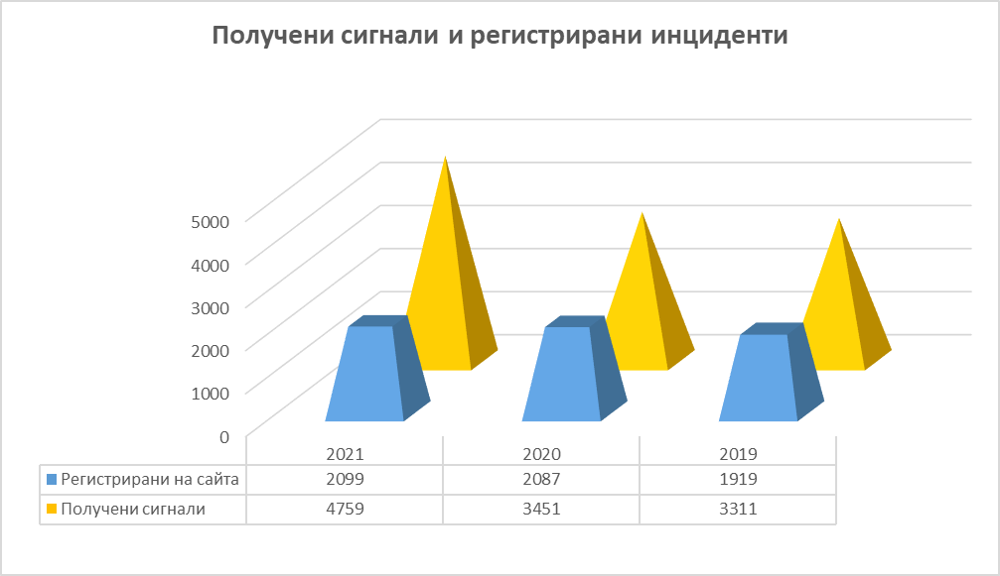 Получени сигнали и регистрирани инциденти
5000
4000
3000
2000
1000
0
2021 2020 2019
Регистрирани на сайта 2099 2087 1919
Получени сигнали 4759 3451 3311